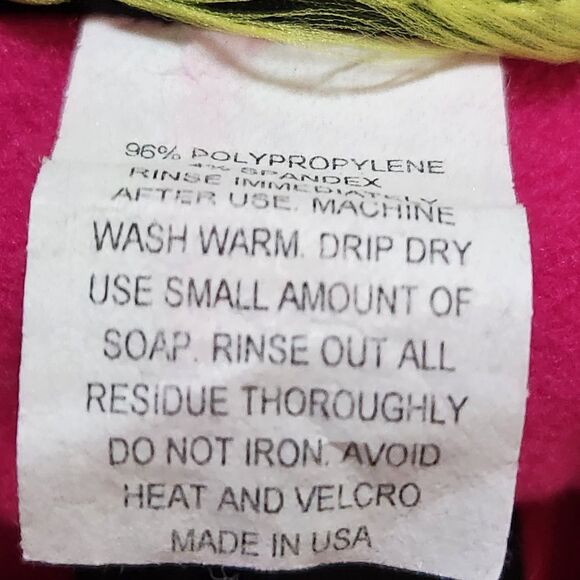 96% POLYPROPYLENE
4% SPANDEX
RINSE IMMEDIATELY
AFTER USE. MACHINE
WASH WARM. DRIP DRY
USE SMALL AMOUNT OF
SOAP. RINSE OUT ALL
RESIDUE THOROUGHLY
DO NOT IRON. AVOID
HEAT AND VELCRO
MADE IN USA